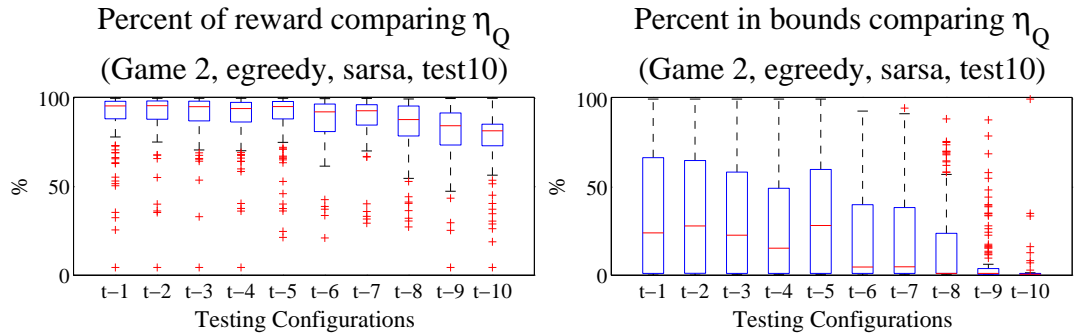 Percent of reward comparing η_Q
(Game 2, egreedy, sarsa, test10)
100
50
0
%
t−1 t−2 t−3 t−4 t−5 t−6 t−7 t−8 t−9 t−10
Testing Configurations
Percent in bounds comparing η_Q
(Game 2, egreedy, sarsa, test10)
100
50
0
%
t−1 t−2 t−3 t−4 t−5 t−6 t−7 t−8 t−9 t−10
Testing Configurations